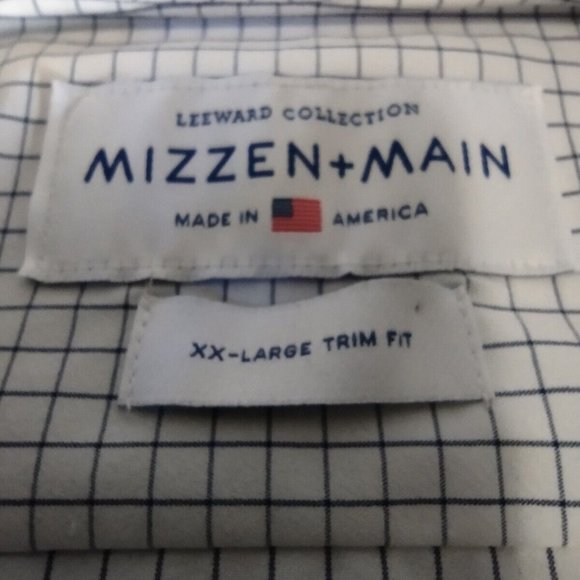 LEEWARD COLLECTION
MIZZEN+MAIN
MADE IN AMERICA
XX-LARGE TRIM FIT